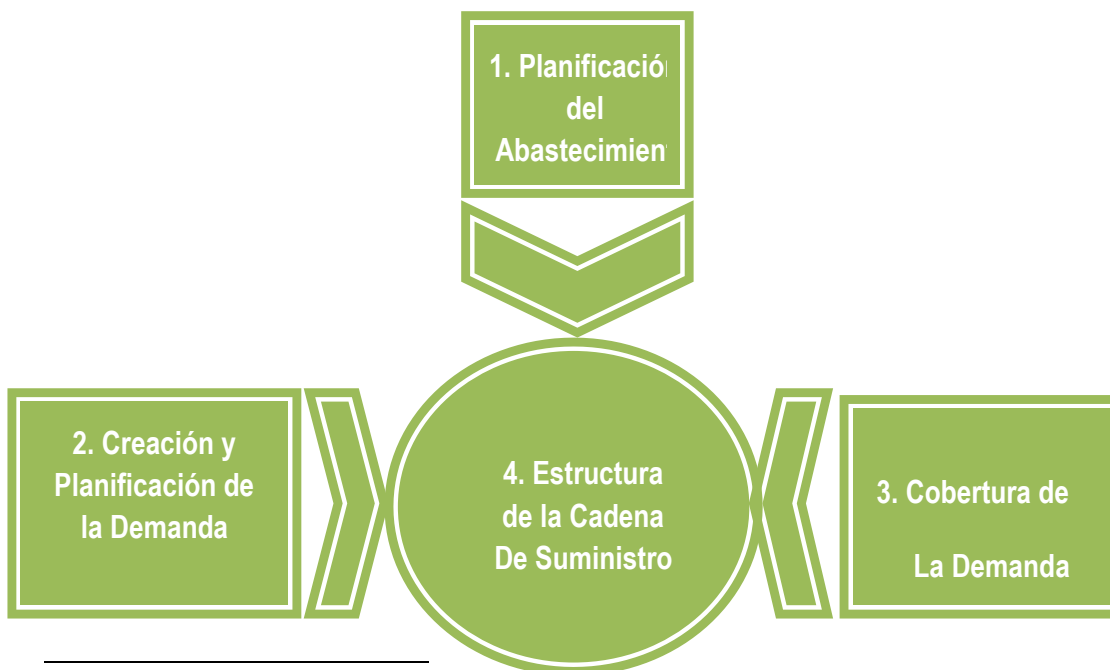 1. Planificació
del
Abastecimien
2. Creación y
Planificación de
la Demanda
4. Estructura
de la Cadena
De Suministro
3. Cobertura de
La Demanda